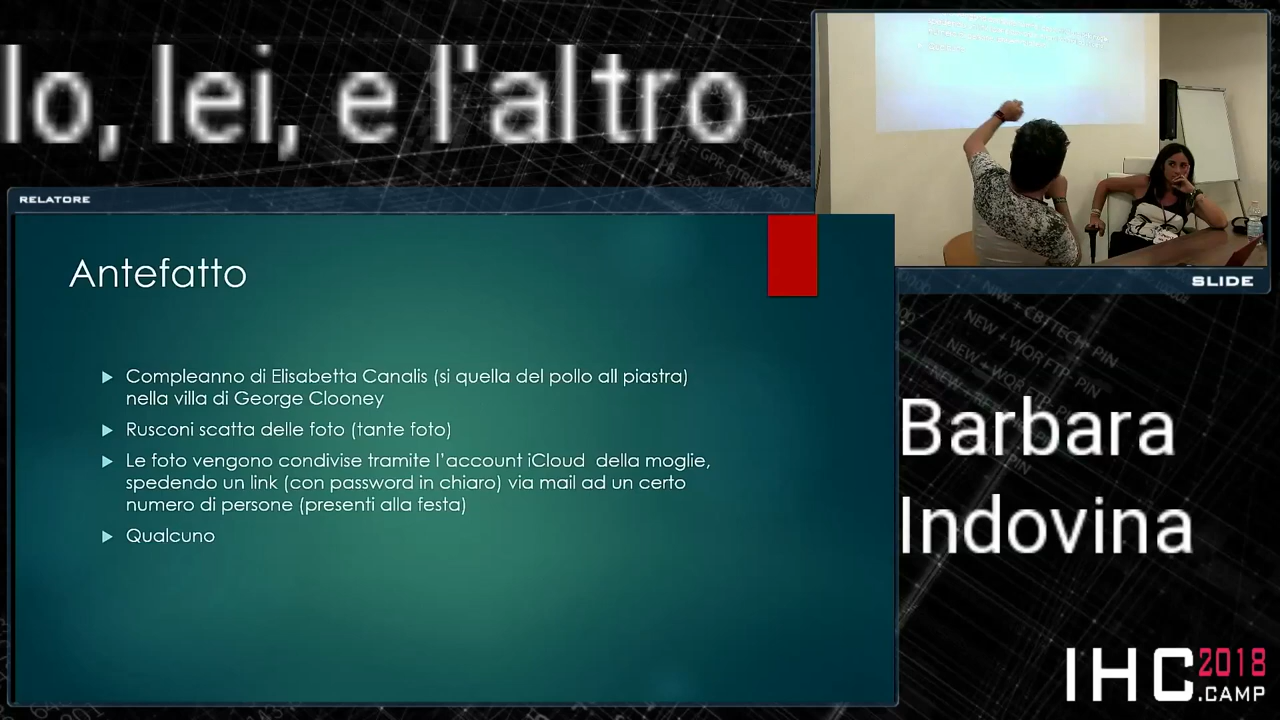 Io, lei, e l'altro
RELATORE
Antefatto
Compleanno di Elisabetta Canalis (si quella del pollo all piastra)
nella villa di George Clooney
Rusconi scatta delle foto (tante foto)
Le foto vengono condivise tramite l'account iCloud della moglie,
spedendo un link (con password in chiaro) via mail ad un certo
numero di persone (presenti alla festa)
Qualcuno
SLIDE
Barbara
Indovina
IHC 2018
.CAMP